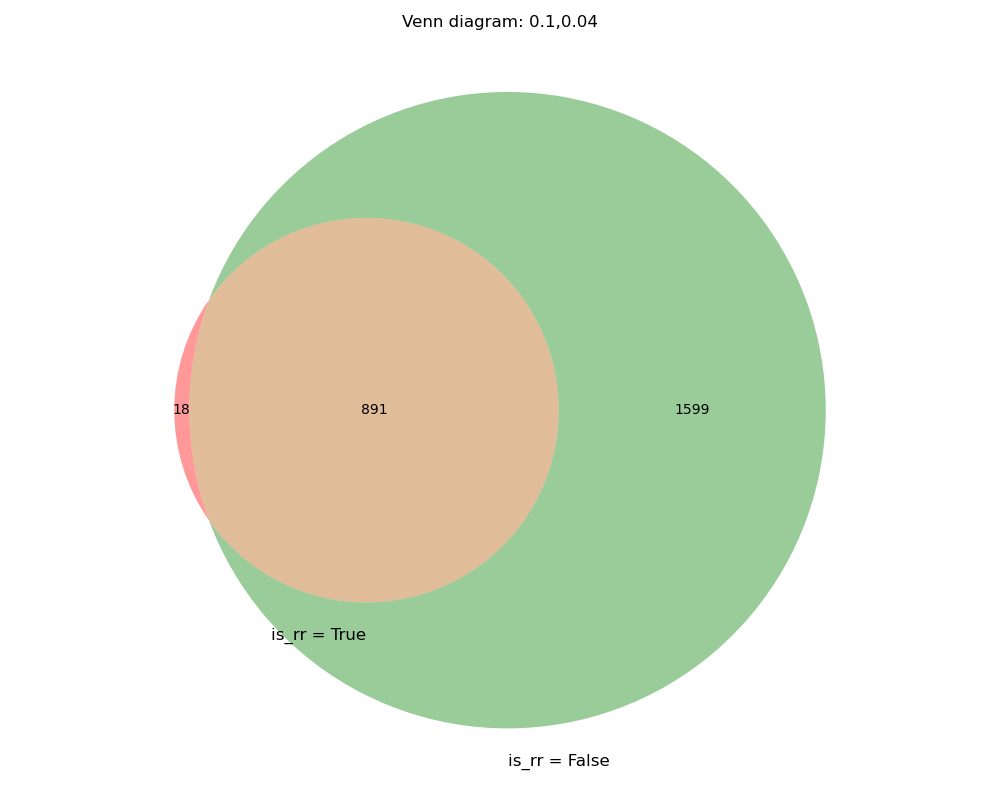 Venn diagram: 0.1,0.04
18
891
1599
is_rr = True
is_rr = False